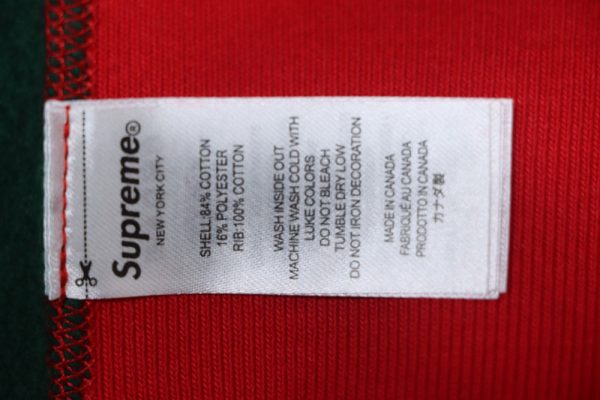 Supreme®
NEW YORK CITY
SHELL:84% COTTON
16% POLYESTER
RIB:100% COTTON
WASH INSIDE OUT
MACHINE WASH COLD WITH
LUKE COLORS
DO NOT BLEACH
TUMBLE DRY LOW
DO NOT IRON DECORATION
MADE IN CANADA
FABRIQUÉ AU CANADA
PRODOTTO IN CANADA
カナダ製